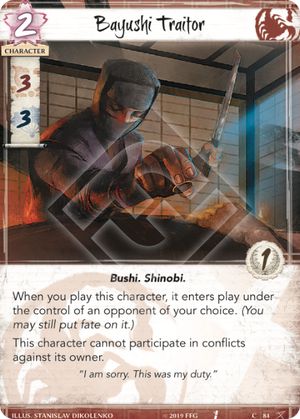 2
Bayushi Traitor
CHARACTER
3
3
1
Bushi. Shinobi.
When you play this character, it enters play under
the control of an opponent of your choice. (You
may still put fate on it.)
This character cannot participate in conflicts
against its owner.
"I am sorry. This was my duty."
ILLUS. STANISLAV DIKOLENKO
© 2019 FFG
C 84